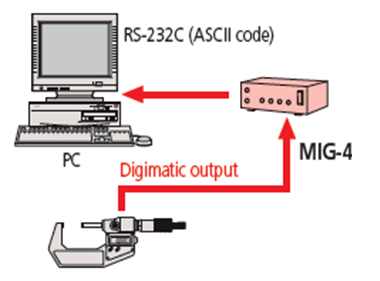 RS-232C (ASCII code)
PC
MIG-4
Digimatic output